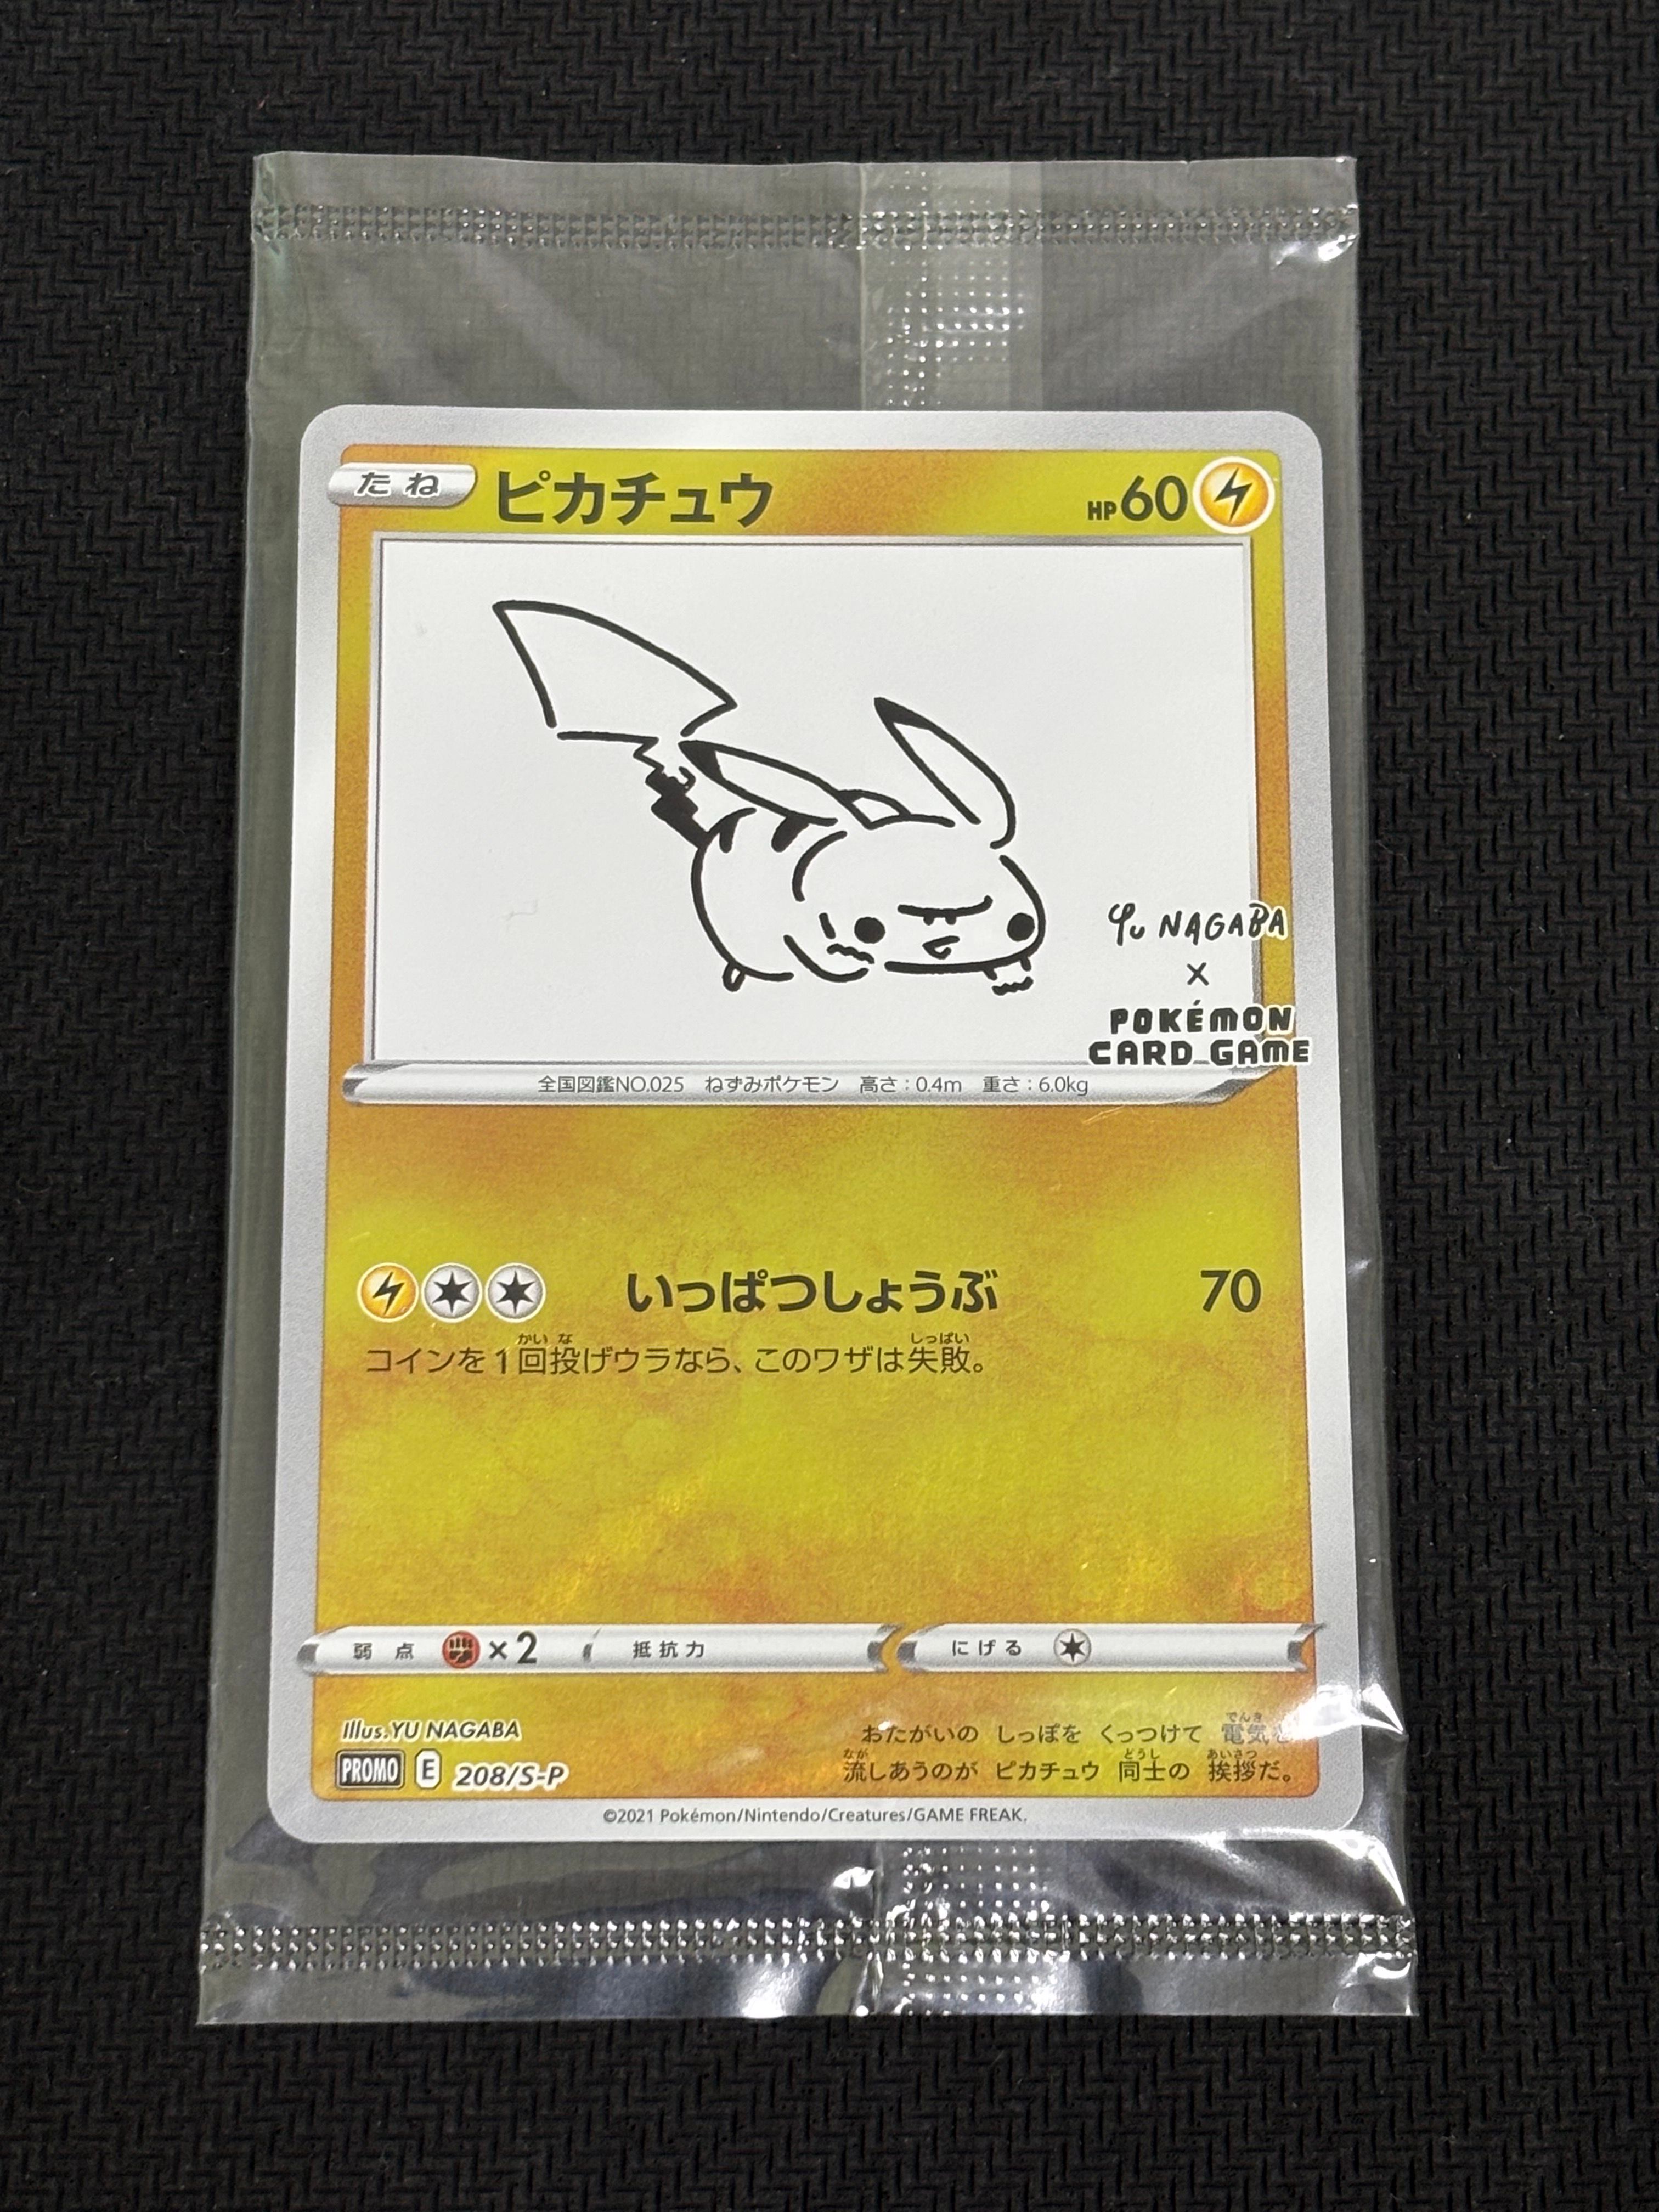 たね ピカチュウ HP60
Yu NAGABA
×
POKÉMON
CARD GAME
全国図鑑NO.025 ねずみポケモン 高さ:0.4m 重さ:6.0kg
いっぱつしょうぶ 70
かい な しっぱい
コインを1回投げウラなら、このワザは失敗。
弱点 ×2 抵抗力 にげる
Illus.YU NAGABA
PROMO E 208/S-P
でんき
おたがいの しっぽを くっつけて 電気を
なが どうし あいさつ
流しあうのが ピカチュウ 同士の 挨拶だ。
©2021 Pokémon/Nintendo/Creatures/GAME FREAK.